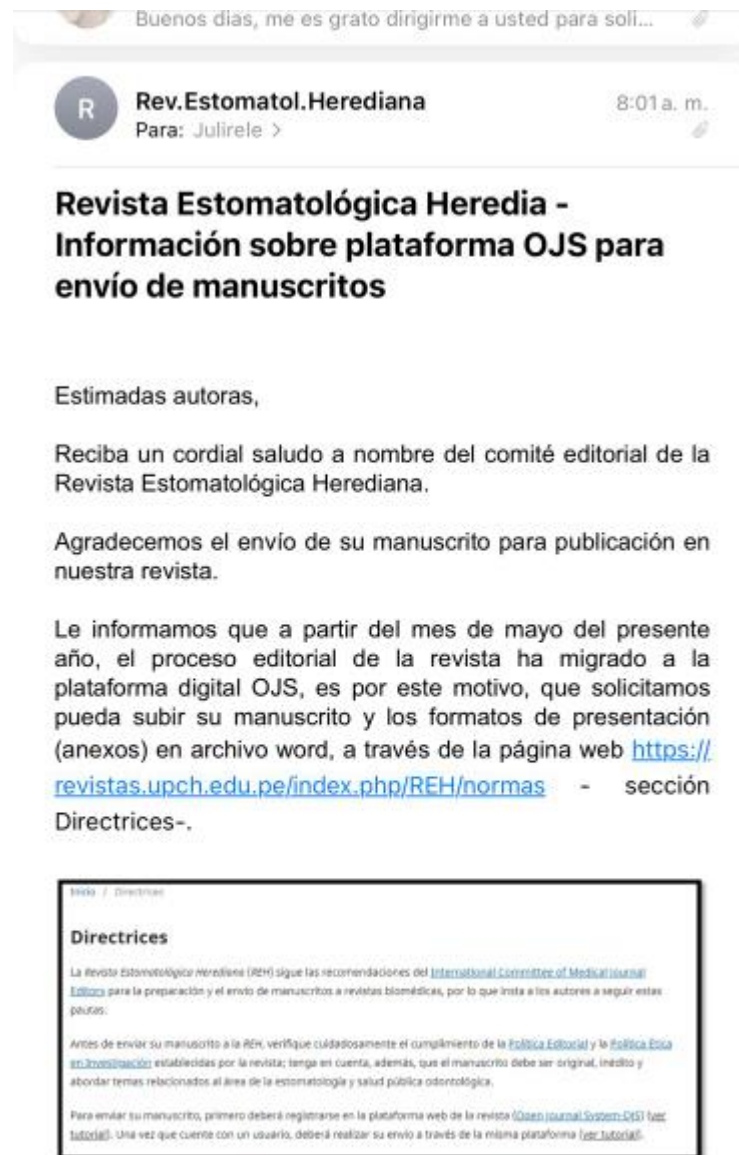 Buenos dias, me es grato dirigirme a usted para soli...
R
Rev.Estomatol.Herediana
8:01 a. m.
Para: Julirele >
Revista Estomatológica Heredia -
Información sobre plataforma OJS para
envío de manuscritos
Estimadas autoras,
Reciba un cordial saludo a nombre del comité editorial de la
Revista Estomatológica Herediana.
Agradecemos el envío de su manuscrito para publicación en
nuestra revista.
Le informamos que a partir del mes de mayo del presente
año, el proceso editorial de la revista ha migrado a la
plataforma digital OJS, es por este motivo, que solicitamos
pueda subir su manuscrito y los formatos de presentación
(anexos) en archivo word, a través de la página web https://
revistas.upch.edu.pe/index.php/REH/normas - sección
Directrices-.
Inicio / Directrices
Directrices
La Revista Estomatológica Herediana (REH) sigue las recomendaciones del International Committee of Medical Journal
Editors para la preparación y el envío de manuscritos a revistas biomédicas, por lo que insta a los autores a seguir estas
pautas.
Antes de enviar su manuscrito a la REH, verifique cuidadosamente el cumplimiento de la Política Editorial y la Política Ética
en Investigación establecidas por la revista; tenga en cuenta, además, que el manuscrito debe ser original, inédito y
abordar temas relacionados al área de la estomatología y salud pública odontológica.
Para enviar su manuscrito, primero deberá registrarse en la plataforma web de la revista (Open Journal System-OJS) (ver
tutorial). Una vez que cuente con un usuario, deberá realizar su envío a través de la misma plataforma (ver tutorial).